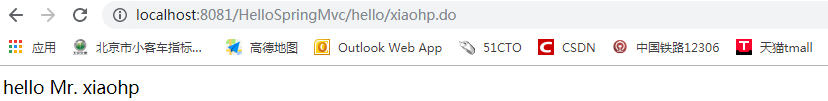 localhost:8081/HelloSpringMvc/hello/xiaohp.do
应用 北京市小客车指标... 高德地图 Outlook Web App 51CTO C CSDN 中国铁路12306 T 天猫tmall
hello Mr. xiaohp